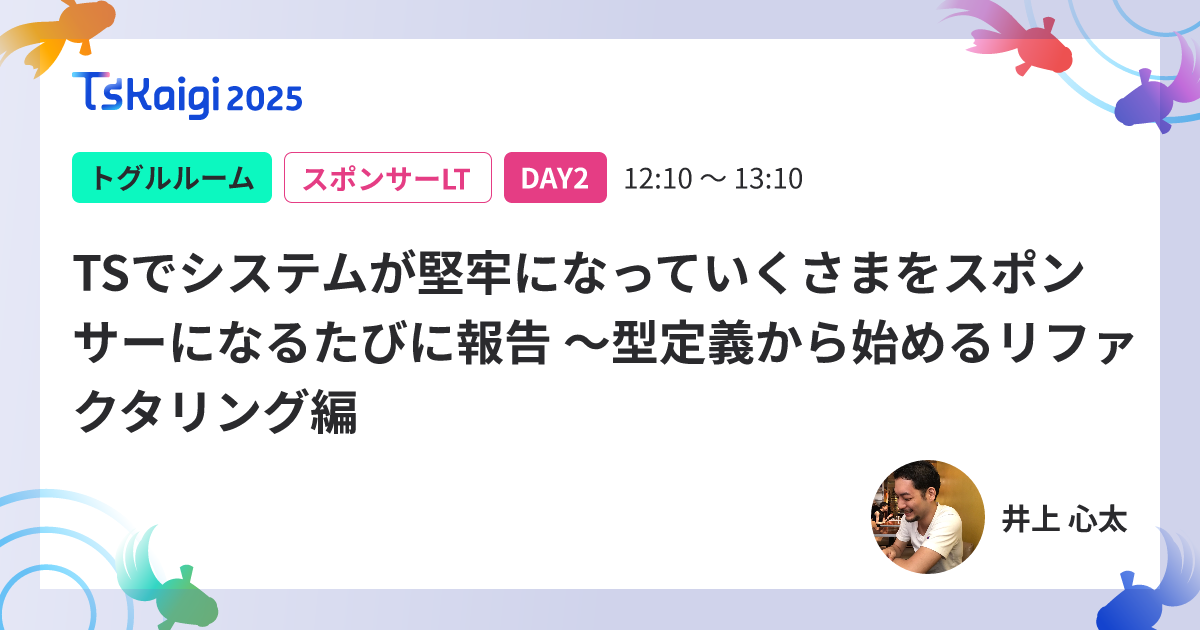 TSKaigi 2025
トグルルーム スポンサーLT DAY2 12:10 〜 13:10
TSでシステムが堅牢になっていくさまをスポン
サーになるたびに報告 〜型定義から始めるリファ
クタリング編
井上 心太